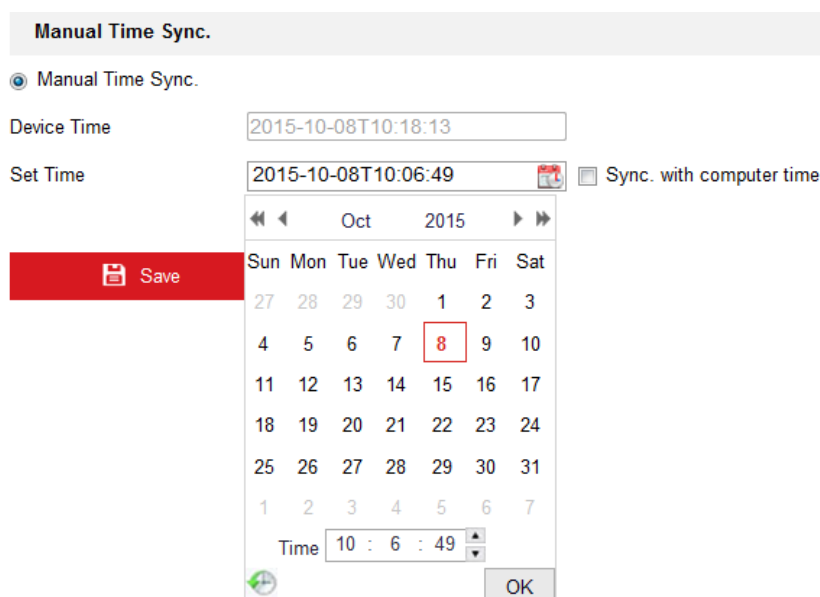 Manual Time Sync.
Manual Time Sync.
Device Time 2015-10-08T10:18:13
Set Time 2015-10-08T10:06:49 Sync. with computer time
Oct 2015
Save
Sun Mon Tue Wed Thu Fri Sat
27 28 29 30 1 2 3
4 5 6 7 8 9 10
11 12 13 14 15 16 17
18 19 20 21 22 23 24
25 26 27 28 29 30 31
1 2 3 4 5 6 7
Time 10 : 6 : 49
OK